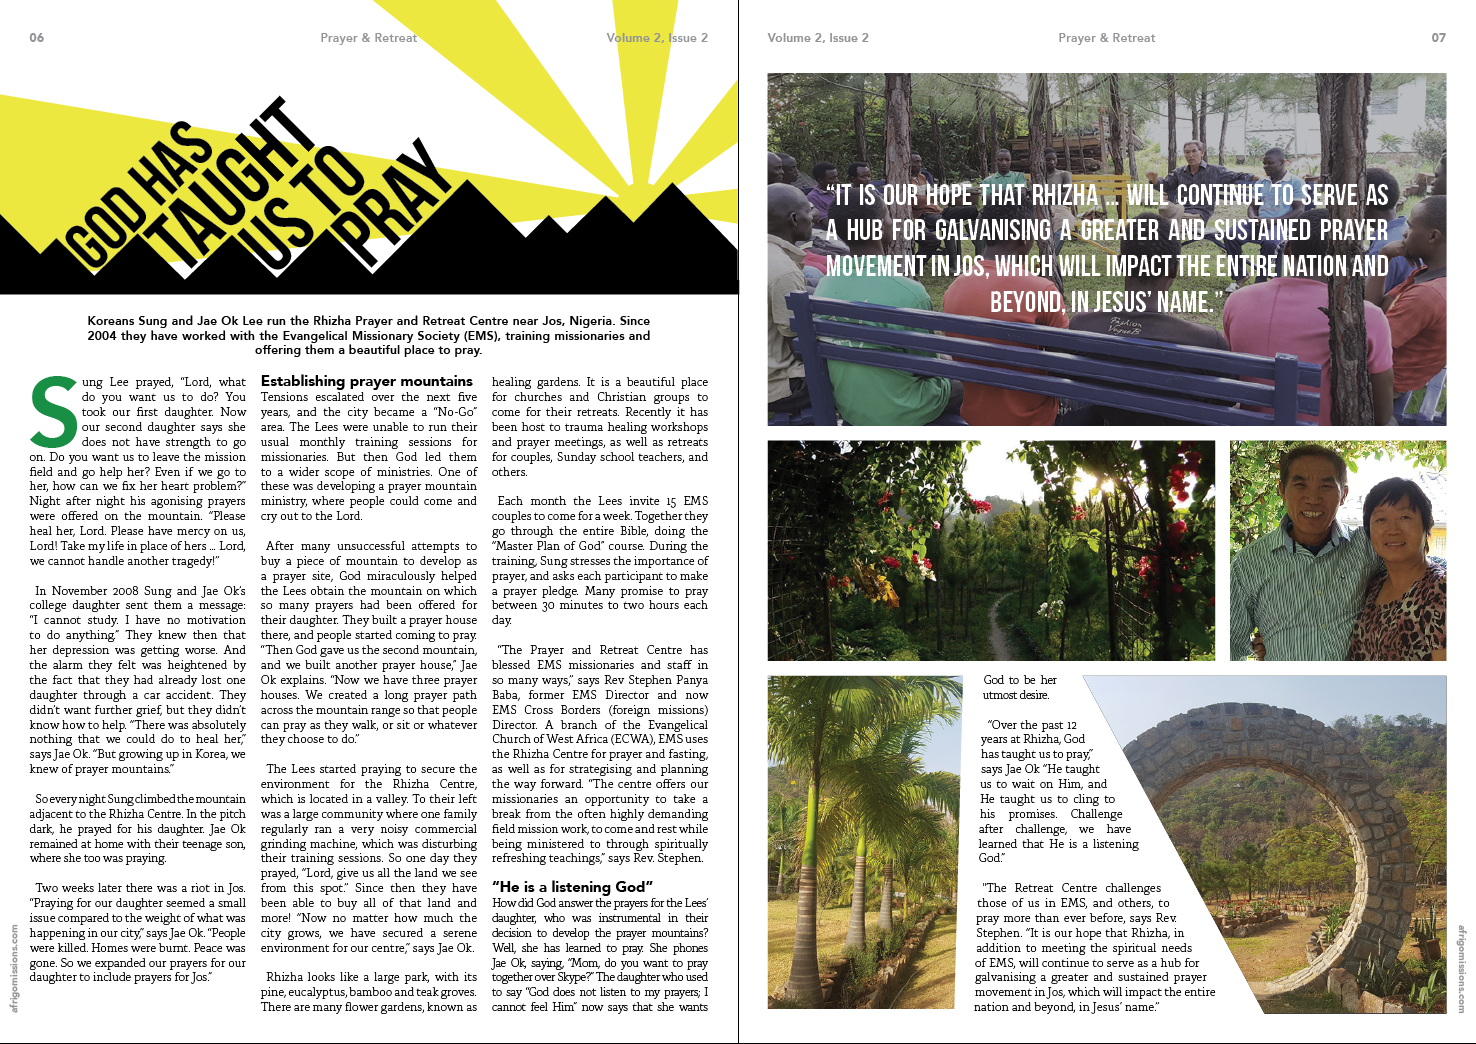 06
Prayer & Retreat
Volume 2, Issue 2
GOD HAS
TAUGHT
US TO
PRAY
Koreans Sung and Jae Ok Lee run the Rhizha Prayer and Retreat Centre near Jos, Nigeria. Since
2004 they have worked with the Evangelical Missionary Society (EMS), training missionaries and
offering them a beautiful place to pray.
Sung Lee prayed, “Lord, what
do you want us to do? You
took our first daughter. Now
our second daughter says she
does not have strength to go
on. Do you want us to leave the mission
field and go help her? Even if we go to
her, how can we fix her heart problem?”
Night after night his agonising prayers
were offered on the mountain. “Please
heal her, Lord. Please have mercy on us,
Lord! Take my life in place of hers ... Lord,
we cannot handle another tragedy!”
In November 2008 Sung and Jae Ok’s
college daughter sent them a message:
“I cannot study. I have no motivation
to do anything.” They knew then that
her depression was getting worse. And
the alarm they felt was heightened by
the fact that they had already lost one
daughter through a car accident. They
didn’t want further grief, but they didn’t
know how to help. “There was absolutely
nothing that we could do to heal her,”
says Jae Ok. “But growing up in Korea, we
knew of prayer mountains.”
So every night Sung climbed the mountain
adjacent to the Rhizha Centre. In the pitch
dark, he prayed for his daughter. Jae Ok
remained at home with their teenage son,
where she too was praying.
Two weeks later there was a riot in Jos.
“Praying for our daughter seemed a small
issue compared to the weight of what was
happening in our city,” says Jae Ok. “People
were killed. Homes were burnt. Peace was
gone. So we expanded our prayers for our
daughter to include prayers for Jos.”
Establishing prayer mountains
Tensions escalated over the next five
years, and the city became a “No-Go”
area. The Lees were unable to run their
usual monthly training sessions for
missionaries. But then God led them
to a wider scope of ministries. One of
these was developing a prayer mountain
ministry, where people could come and
cry out to the Lord.
After many unsuccessful attempts to
buy a piece of mountain to develop as
a prayer site, God miraculously helped
the Lees obtain the mountain on which
so many prayers had been offered for
their daughter. They built a prayer house
there, and people started coming to pray.
“Then God gave us the second mountain,
and we built another prayer house,” Jae
Ok explains. “Now we have three prayer
houses. We created a long prayer path
across the mountain range so that people
can pray as they walk, or sit or whatever
they choose to do.”
The Lees started praying to secure the
environment for the Rhizha Centre,
which is located in a valley. To their left
was a large community where one family
regularly ran a very noisy commercial
grinding machine, which was disturbing
their training sessions. So one day they
prayed, “Lord, give us all the land we see
from this spot.” Since then they have
been able to buy all of that land and
more! “Now no matter how much the
city grows, we have secured a serene
environment for our centre,” says Jae Ok.
Rhizha looks like a large park, with its
pine, eucalyptus, bamboo and teak groves.
There are many flower gardens, known as
healing gardens. It is a beautiful place
for churches and Christian groups to
come for their retreats. Recently it has
been host to trauma healing workshops
and prayer meetings, as well as retreats
for couples, Sunday school teachers, and
others.
Each month the Lees invite 15 EMS
couples to come for a week. Together they
go through the entire Bible, doing the
“Master Plan of God” course. During the
training, Sung stresses the importance of
prayer, and asks each participant to make
a prayer pledge. Many promise to pray
between 30 minutes to two hours each
day.
“The Prayer and Retreat Centre has
blessed EMS missionaries and staff in
so many ways,” says Rev Stephen Panya
Baba, former EMS Director and now
EMS Cross Borders (foreign missions)
Director. A branch of the Evangelical
Church of West Africa (ECWA), EMS uses
the Rhizha Centre for prayer and fasting,
as well as for strategising and planning
the way forward. “The centre offers our
missionaries an opportunity to take a
break from the often highly demanding
field mission work, to come and rest while
being ministered to through spiritually
refreshing teachings,” says Rev. Stephen.
“He is a listening God”
How did God answer the prayers for the Lees’
daughter, who was instrumental in their
decision to develop the prayer mountains?
Well, she has learned to pray. She phones
Jae Ok, saying, “Mom, do you want to pray
together over Skype?” The daughter who used
to say “God does not listen to my prayers; I
cannot feel Him” now says that she wants
afrigomissions.com
Volume 2, Issue 2
Prayer & Retreat
07
“IT IS OUR HOPE THAT RHIZHA ... WILL CONTINUE TO SERVE AS
A HUB FOR GALVANISING A GREATER AND SUSTAINED PRAYER
MOVEMENT IN JOS, WHICH WILL IMPACT THE ENTIRE NATION AND
BEYOND, IN JESUS’ NAME.”
Fashion
God to be her
utmost desire.
“Over the past 12
years at Rhizha, God
has taught us to pray,”
says Jae Ok “He taught
us to wait on Him, and
He taught us to cling to
his promises. Challenge
after challenge, we have
learned that He is a listening
God.”
"The Retreat Centre challenges
those of us in EMS, and others, to
pray more than ever before, says Rev.
Stephen. “It is our hope that Rhizha, in
addition to meeting the spiritual needs
of EMS, will continue to serve as a hub for
galvanising a greater and sustained prayer
movement in Jos, which will impact the entire
nation and beyond, in Jesus’ name.”
afrigomissions.com